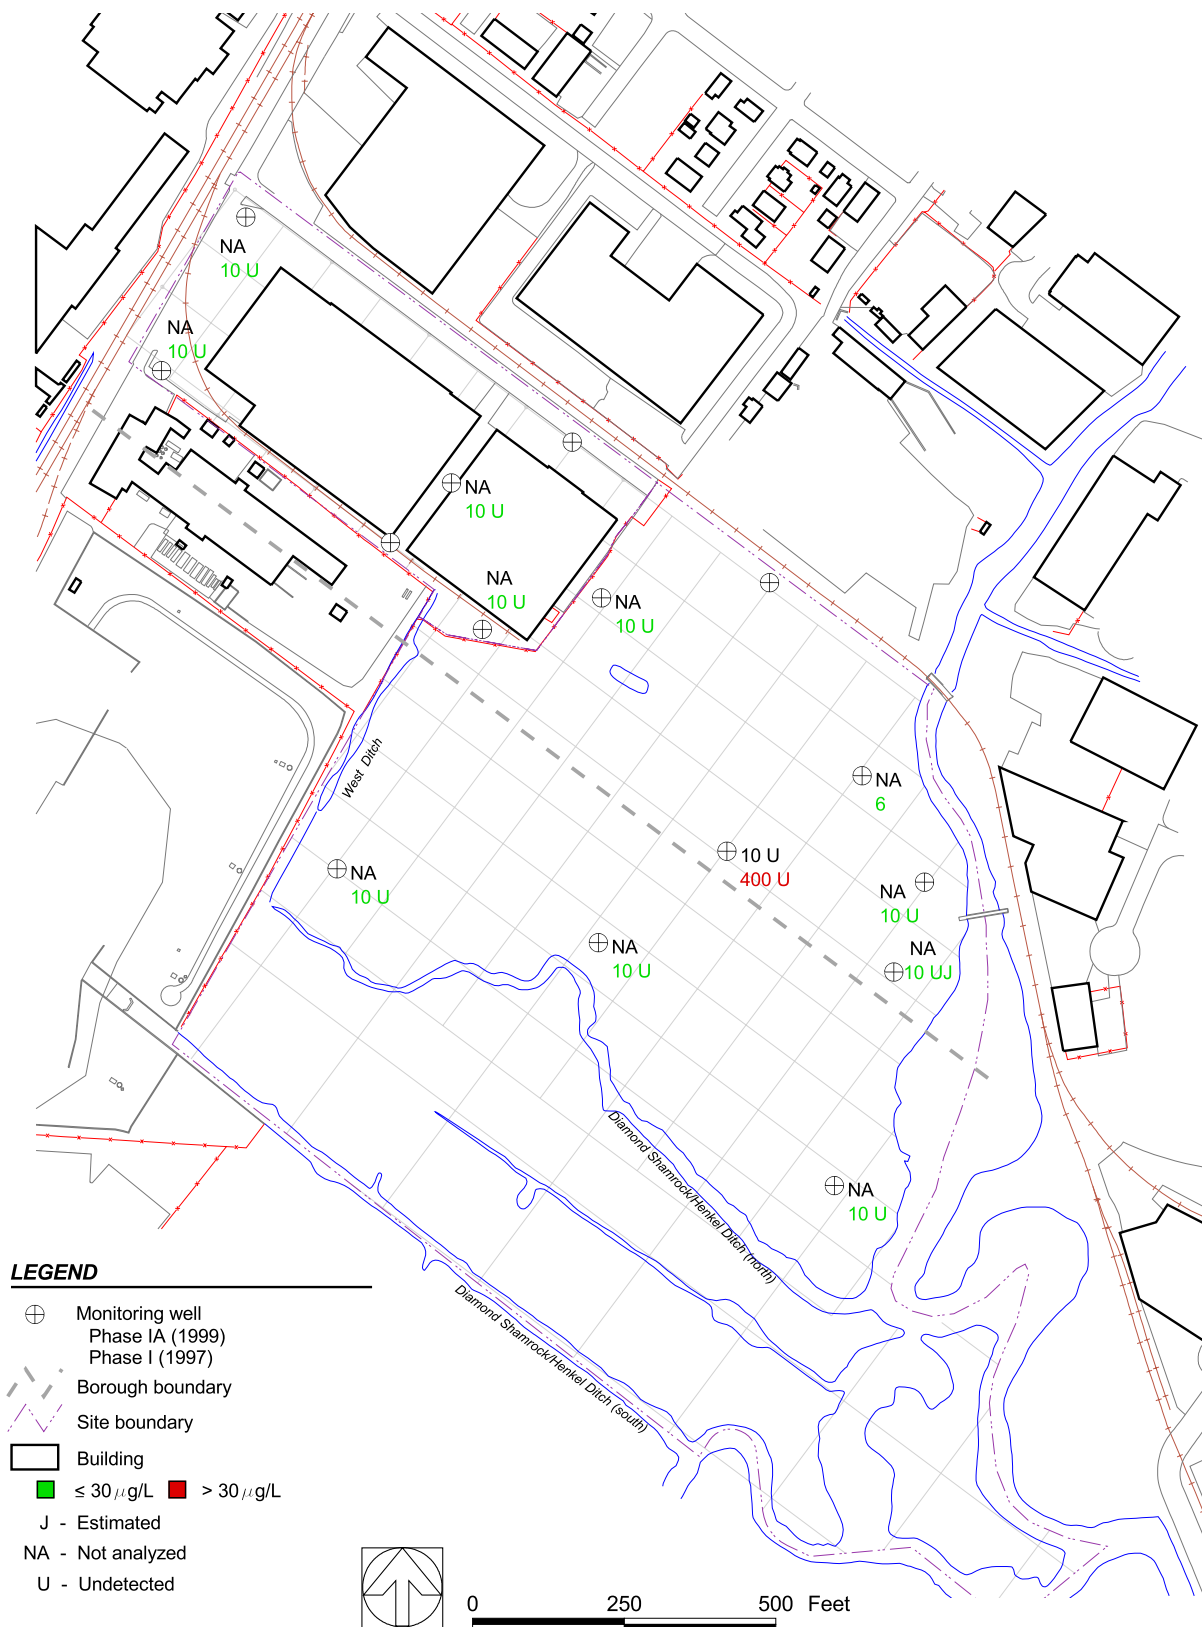 NA
10 U
NA
10 U
NA
10 U
NA
10 U
NA
10 U
West Ditch
NA
6
10 U
400 U
NA
10 U
NA
10 U
NA
10 U
NA
10 UJ
Diamond Shamrock/Henkel Ditch (north)
NA
10 U
Diamond Shamrock/Henkel Ditch (south)
LEGEND
Monitoring well
Phase IA (1999)
Phase I (1997)
Borough boundary
Site boundary
Building
≤ 30 µg/L > 30 µg/L
J - Estimated
NA - Not analyzed
U - Undetected
0 250 500 Feet